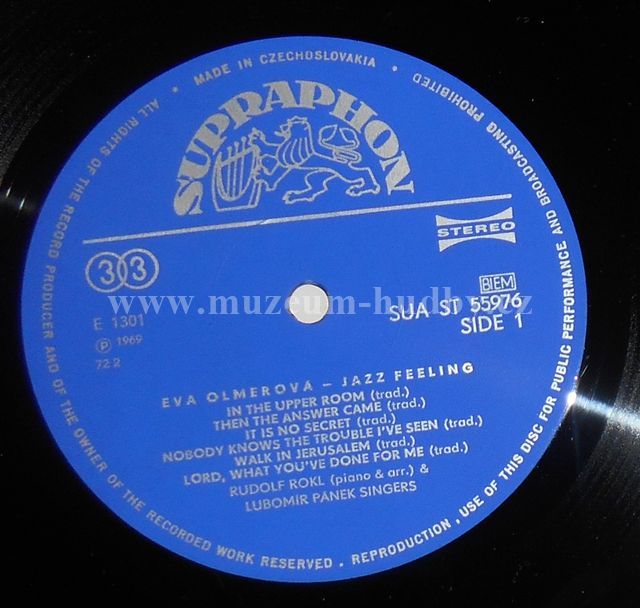 ALL RIGHTS OF THE RECORD PRODUCER AND OF THE OWNER OF THE RECORDED WORK RESERVED . REPRODUCTION, USE OF THIS DISC FOR PUBLIC PERFORMANCE AND BROADCASTING PROHIBITED
• MADE IN CZECHOSLOVAKIA •
SUPRAPHON
STEREO
33
BIEM
www.muzeum-hudby.cz
SUA ST 55976
E 1301
SIDE 1
℗ 1969
72.2
EVA OLMEROVÁ – JAZZ FEELING
IN THE UPPER ROOM (trad.)
THEN THE ANSWER CAME (trad.)
IT IS NO SECRET (trad.)
NOBODY KNOWS THE TROUBLE I'VE SEEN (trad.)
WALK IN JERUSALEM (trad.)
LORD, WHAT YOU'VE DONE FOR ME (trad.)
RUDOLF ROKL (piano & arr.) &
LUBOMÍR PÁNEK SINGERS